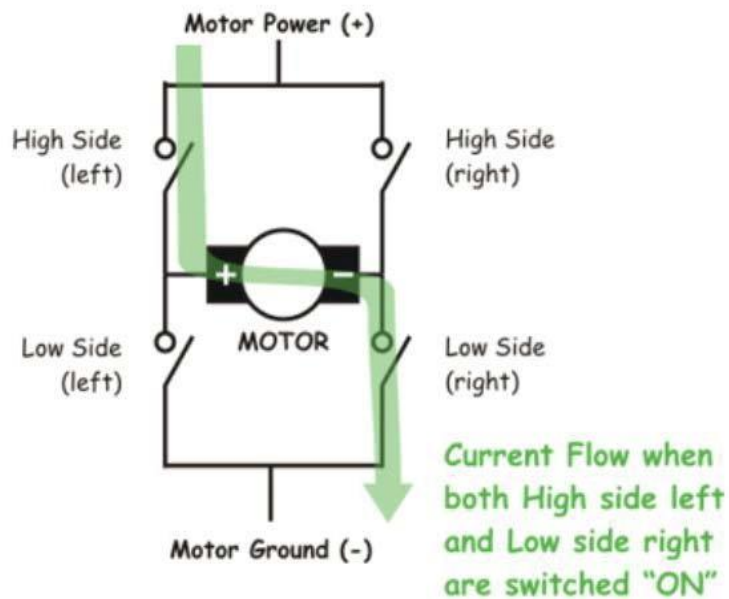 Motor Power (+)
High Side
(left)
High Side
(right)
+
−
MOTOR
Low Side
(left)
Low Side
(right)
Current Flow when
both High side left
and Low side right
are switched “ON”
Motor Ground (-)